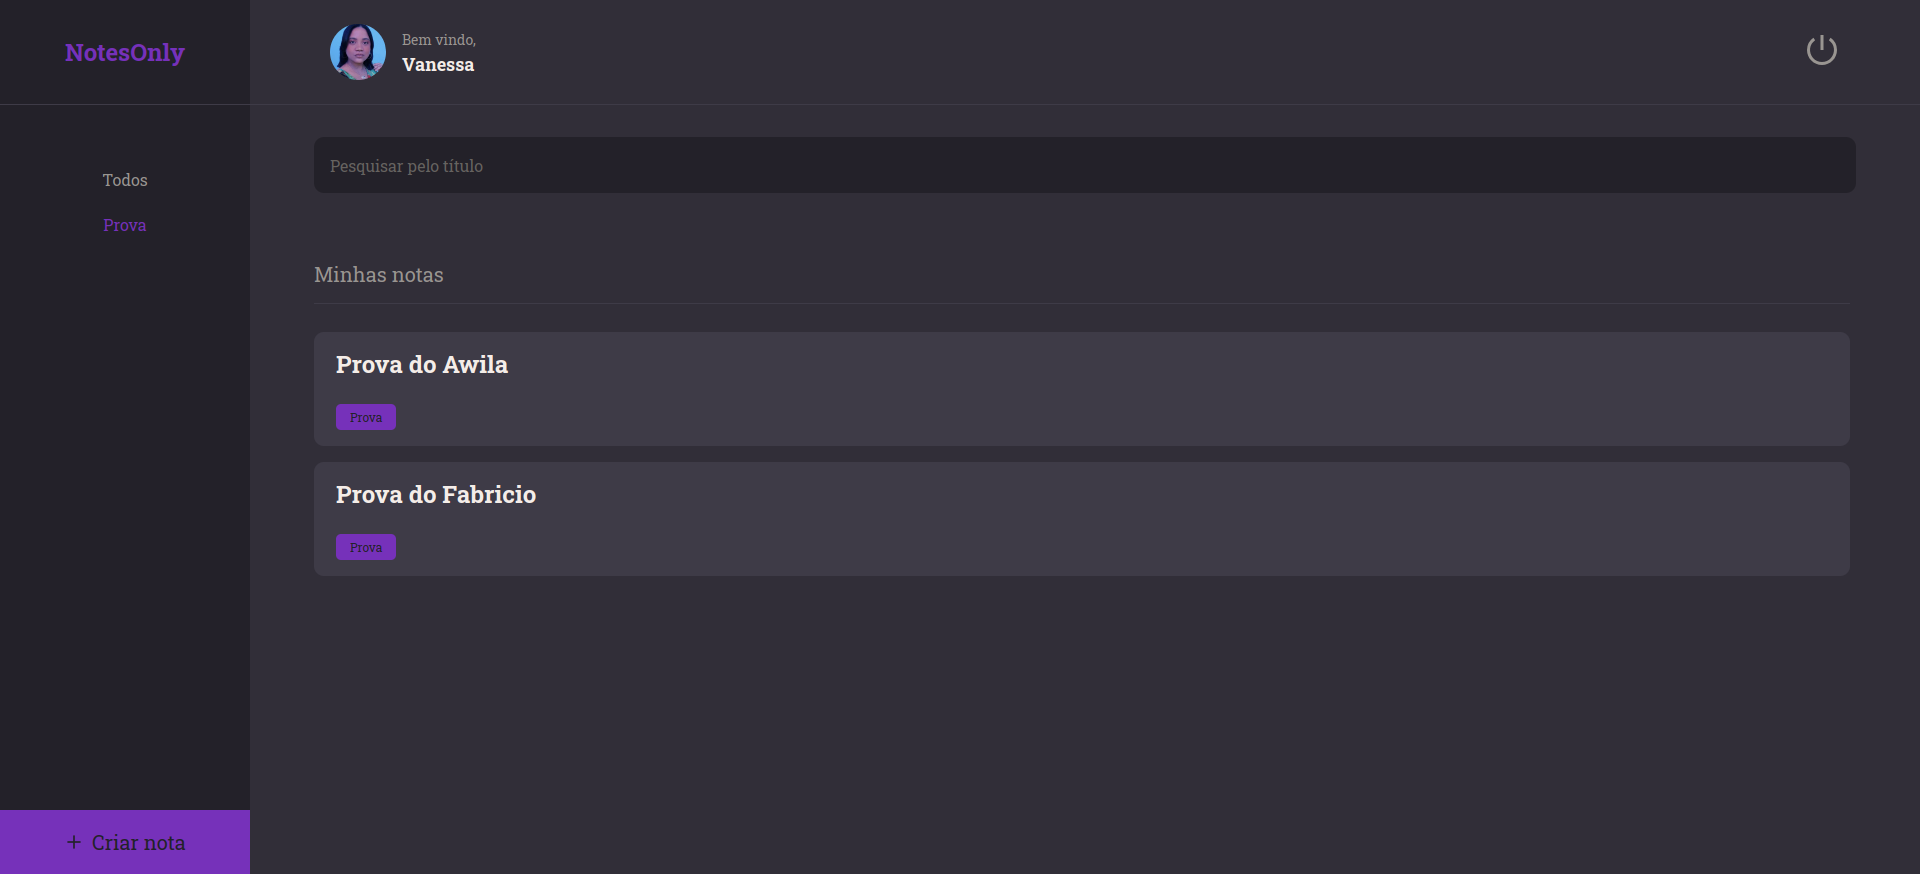 NotesOnly
Bem vindo,
Vanessa
Todos
Prova
Pesquisar pelo título
Minhas notas
Prova do Awila
Prova
Prova do Fabricio
Prova
+ Criar nota